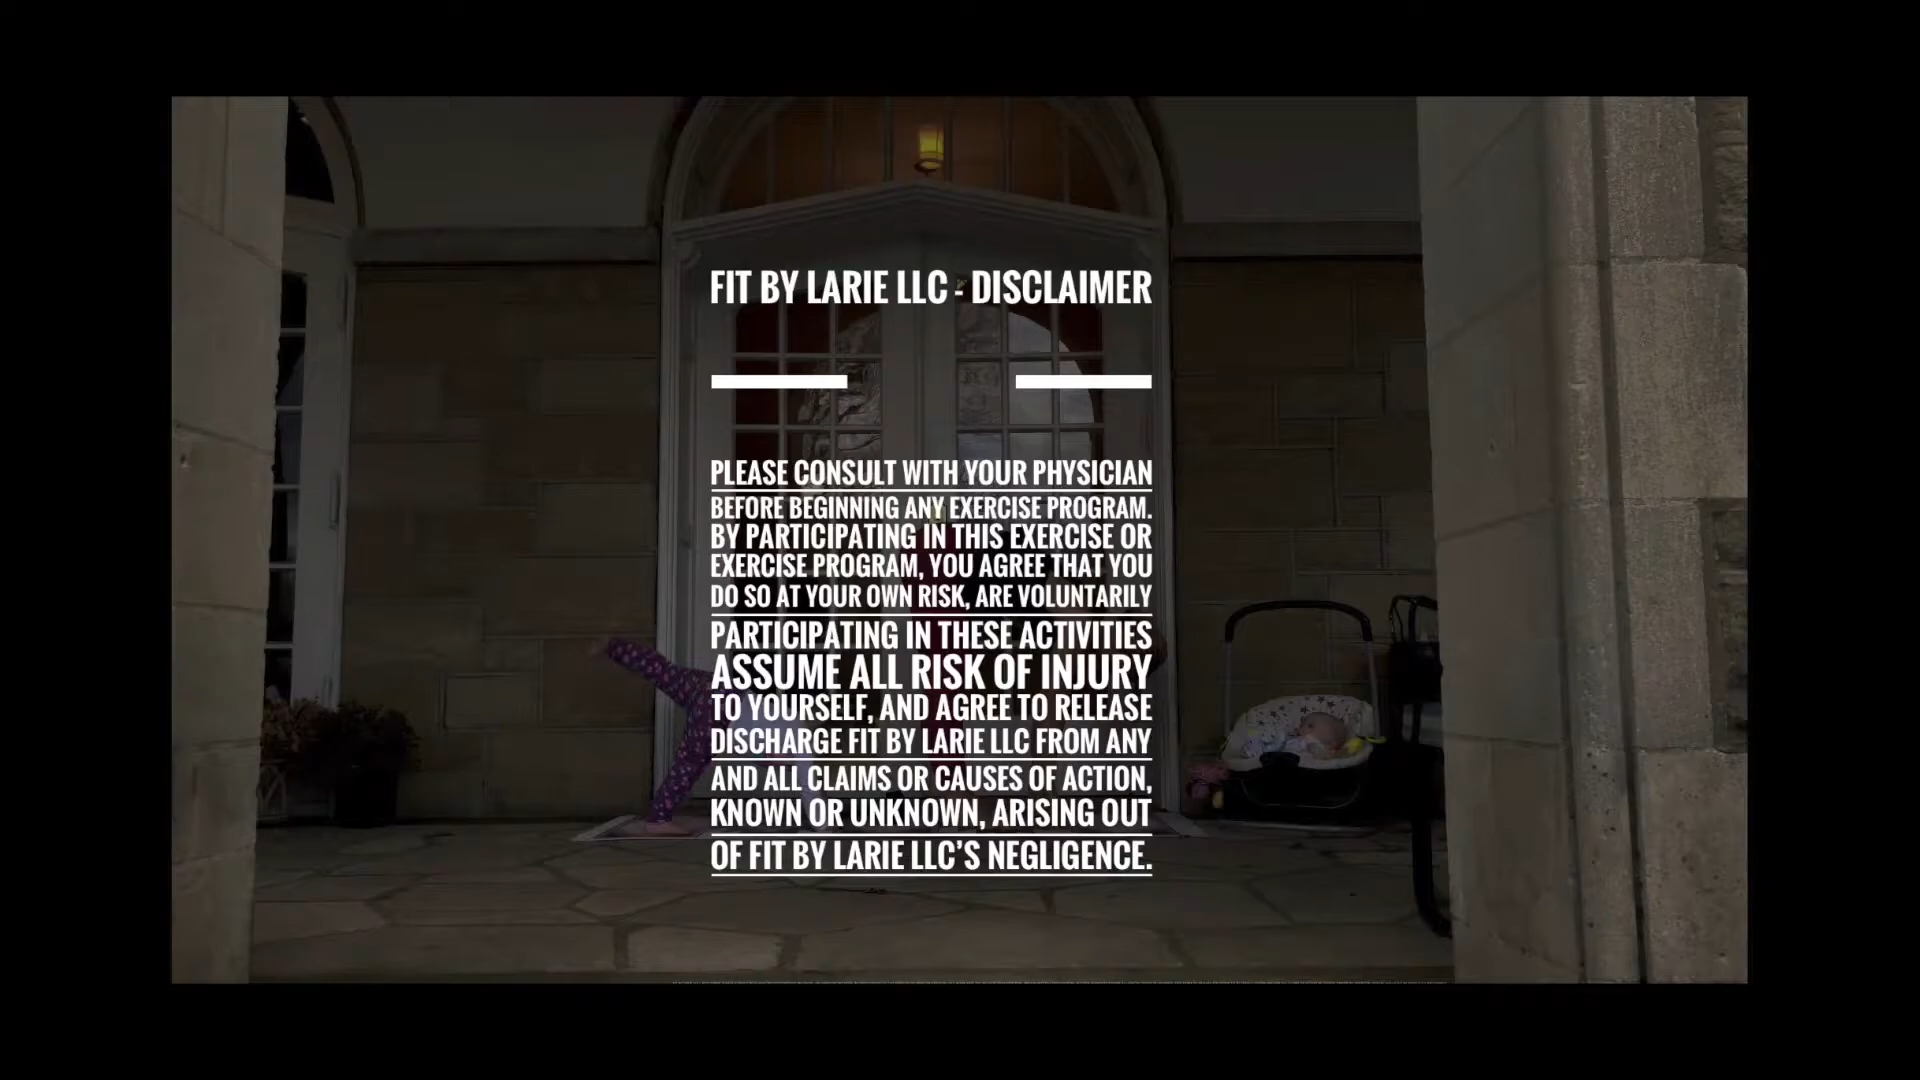 FIT BY LARIE LLC - DISCLAIMER
PLEASE CONSULT WITH YOUR PHYSICIAN
BEFORE BEGINNING ANY EXERCISE PROGRAM.
BY PARTICIPATING IN THIS EXERCISE OR
EXERCISE PROGRAM, YOU AGREE THAT YOU
DO SO AT YOUR OWN RISK, ARE VOLUNTARILY
PARTICIPATING IN THESE ACTIVITIES
ASSUME ALL RISK OF INJURY
TO YOURSELF, AND AGREE TO RELEASE
DISCHARGE FIT BY LARIE LLC FROM ANY
AND ALL CLAIMS OR CAUSES OF ACTION,
KNOWN OR UNKNOWN, ARISING OUT
OF FIT BY LARIE LLC’S NEGLIGENCE.